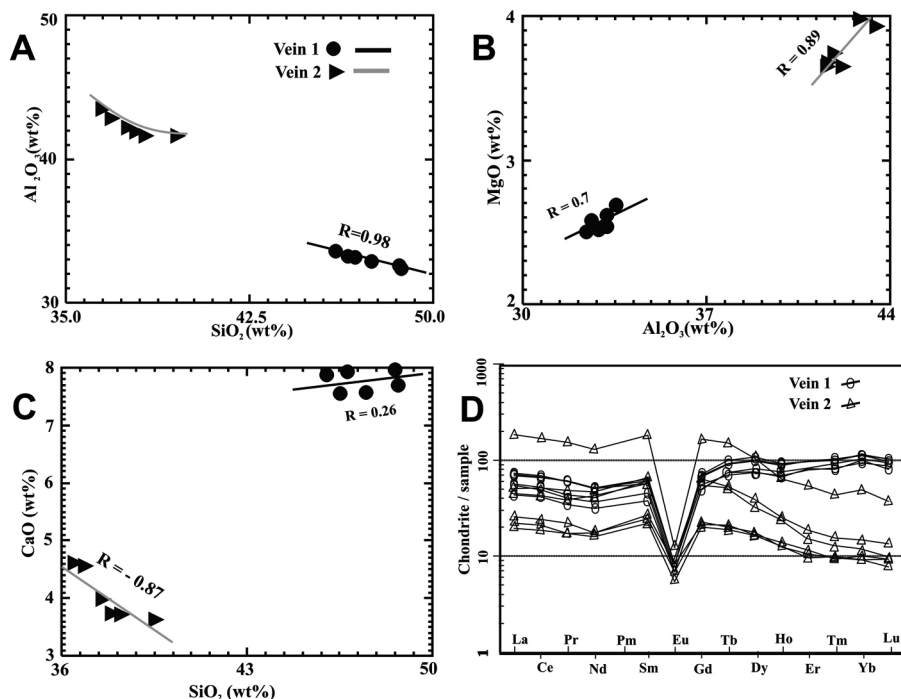 A
50
42
30
Al₂O₃(wt%)
Vein 1
Vein 2
R=0.98
35.0
42.5
50.0
SiO₂(wt%)
B
4
3
2
MgO (wt%)
R = 0.89
R = 0.7
30
37
44
Al₂O₃(wt%)
C
8
7
6
5
4
3
CaO (wt%)
R = 0.26
R = - 0.87
36
43
50
SiO₂ (wt%)
D
1000
100
10
1
Chondrite / sample
Vein 1
Vein 2
La Pr Pm Eu Tb Ho Tm Lu
Ce Nd Sm Gd Dy Er Yb